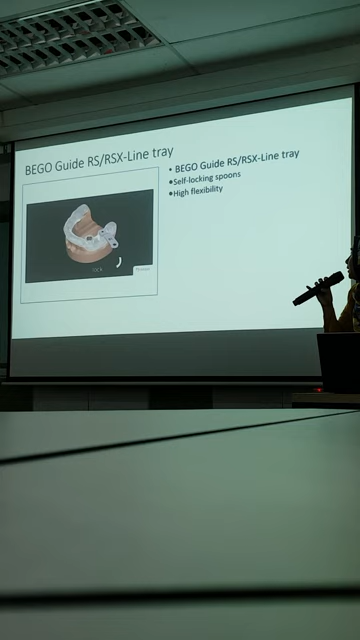 BEGO Guide RS/RSX-Line tray
• BEGO Guide RS/RSX-Line tray
•Self-locking spoons
•High flexibility